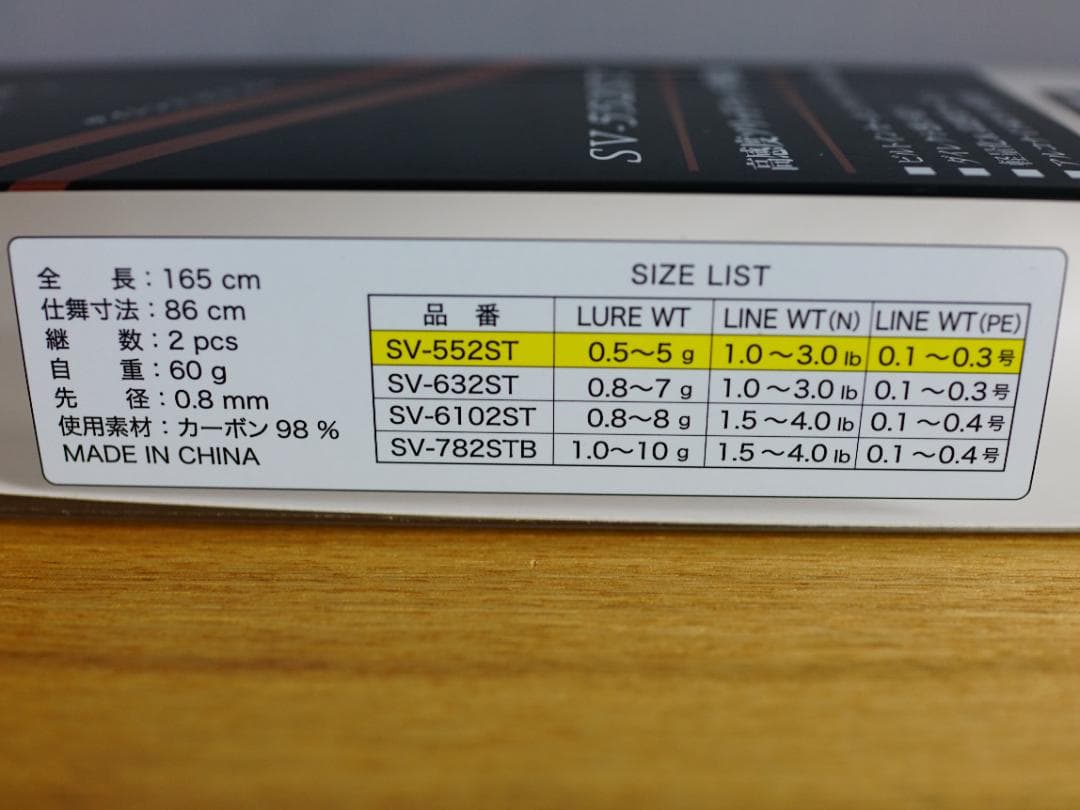 高感度
全 長：165 cm
仕舞寸法：86 cm
継 数：2 pcs
自 重：60 g
先 径：0.8 mm
使用素材：カーボン 98 %
MADE IN CHINA
SIZE LIST
品 番 LURE WT LINE WT(N) LINE WT(PE)
SV-552ST 0.5～5 g 1.0～3.0 lb 0.1～0.3号
SV-632ST 0.8～7 g 1.0～3.0 lb 0.1～0.3号
SV-6102ST 0.8～8 g 1.5～4.0 lb 0.1～0.4号
SV-782STB 1.0～10 g 1.5～4.0 lb 0.1～0.4号